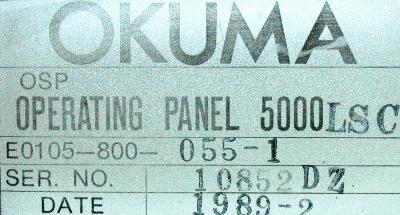 OKUMA
OSP
OPERATING PANEL 5000LSC
E0105-800-055-1
SER. NO. 10852DZ
DATE 1989-2